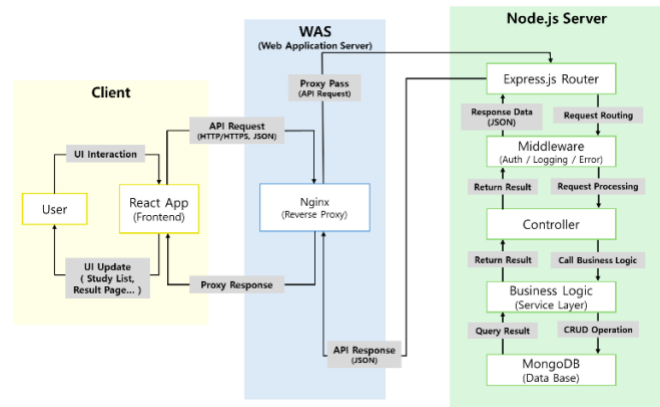 Client
UI Interaction
User
React App
(Frontend)
UI Update
( Study List,
Result Page... )
API Request
(HTTP/HTTPS, JSON)
Proxy Response
WAS
(Web Application Server)
Proxy Pass
(API Request)
Nginx
(Reverse Proxy)
API Response
(JSON)
Node.js Server
Express.js Router
Response Data
(JSON)
Request Routing
Middleware
(Auth / Logging / Error)
Return Result
Request Processing
Controller
Return Result
Call Business Logic
Business Logic
(Service Layer)
Query Result
CRUD Operation
MongoDB
(Data Base)